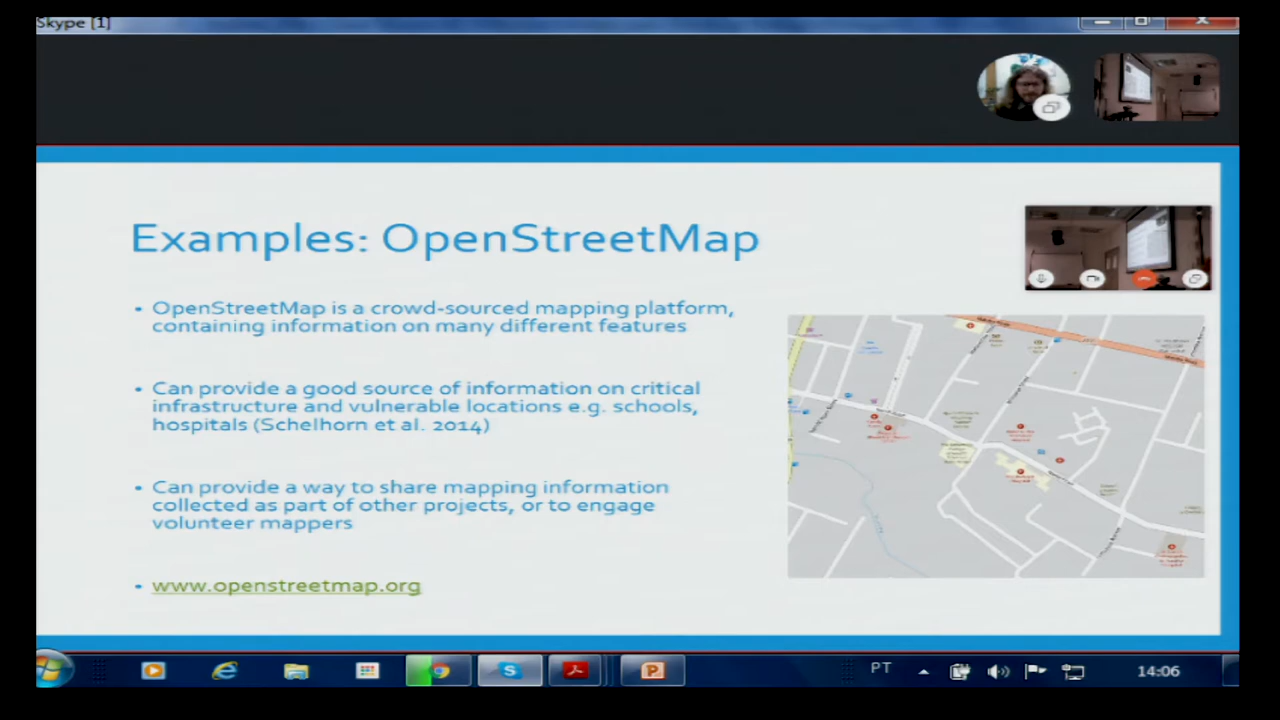 Skype [1]
Examples: OpenStreetMap
• OpenStreetMap is a crowd-sourced mapping platform,
containing information on many different features
• Can provide a good source of information on critical
infrastructure and vulnerable locations e.g. schools,
hospitals (Schelhorn et al. 2014)
• Can provide a way to share mapping information
collected as part of other projects, or to engage
volunteer mappers
• www.openstreetmap.org
PT
14:06